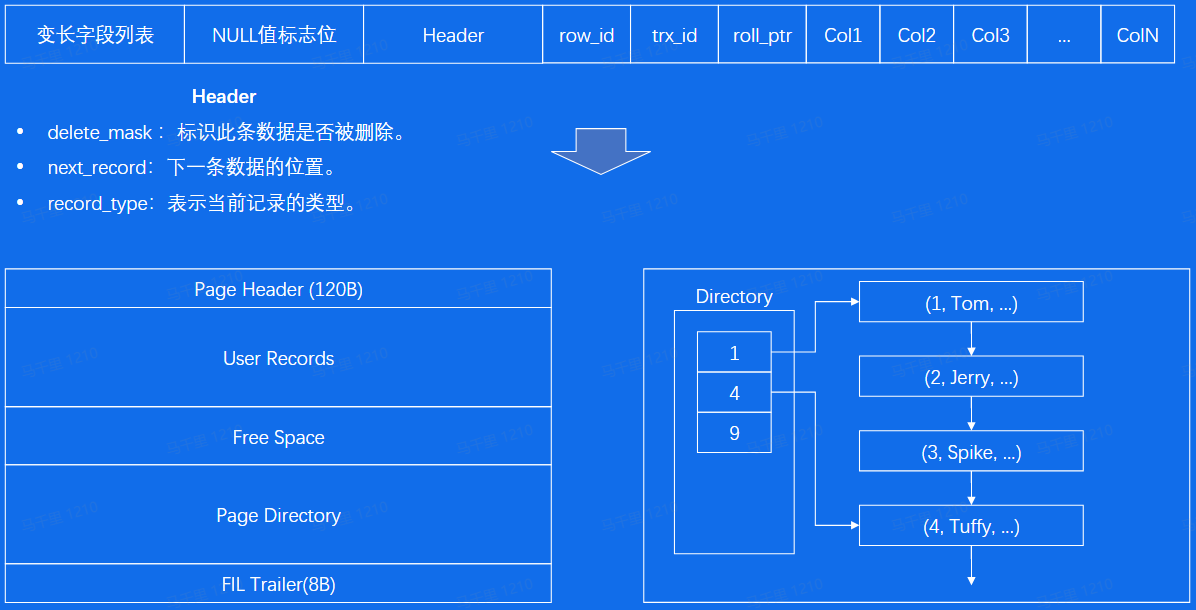 变长字段列表 NULL值标志位 Header row_id trx_id roll_ptr Col1 Col2 Col3 ... ColN
Header
• delete_mask：标识此条数据是否被删除。
• next_record：下一条数据的位置。
• record_type：表示当前记录的类型。
Page Header (120B)
User Records
Free Space
Page Directory
FIL Trailer(8B)
Directory
1
4
9
(1, Tom, ...)
(2, Jerry, ...)
(3, Spike, ...)
(4, Tuffy, ...)